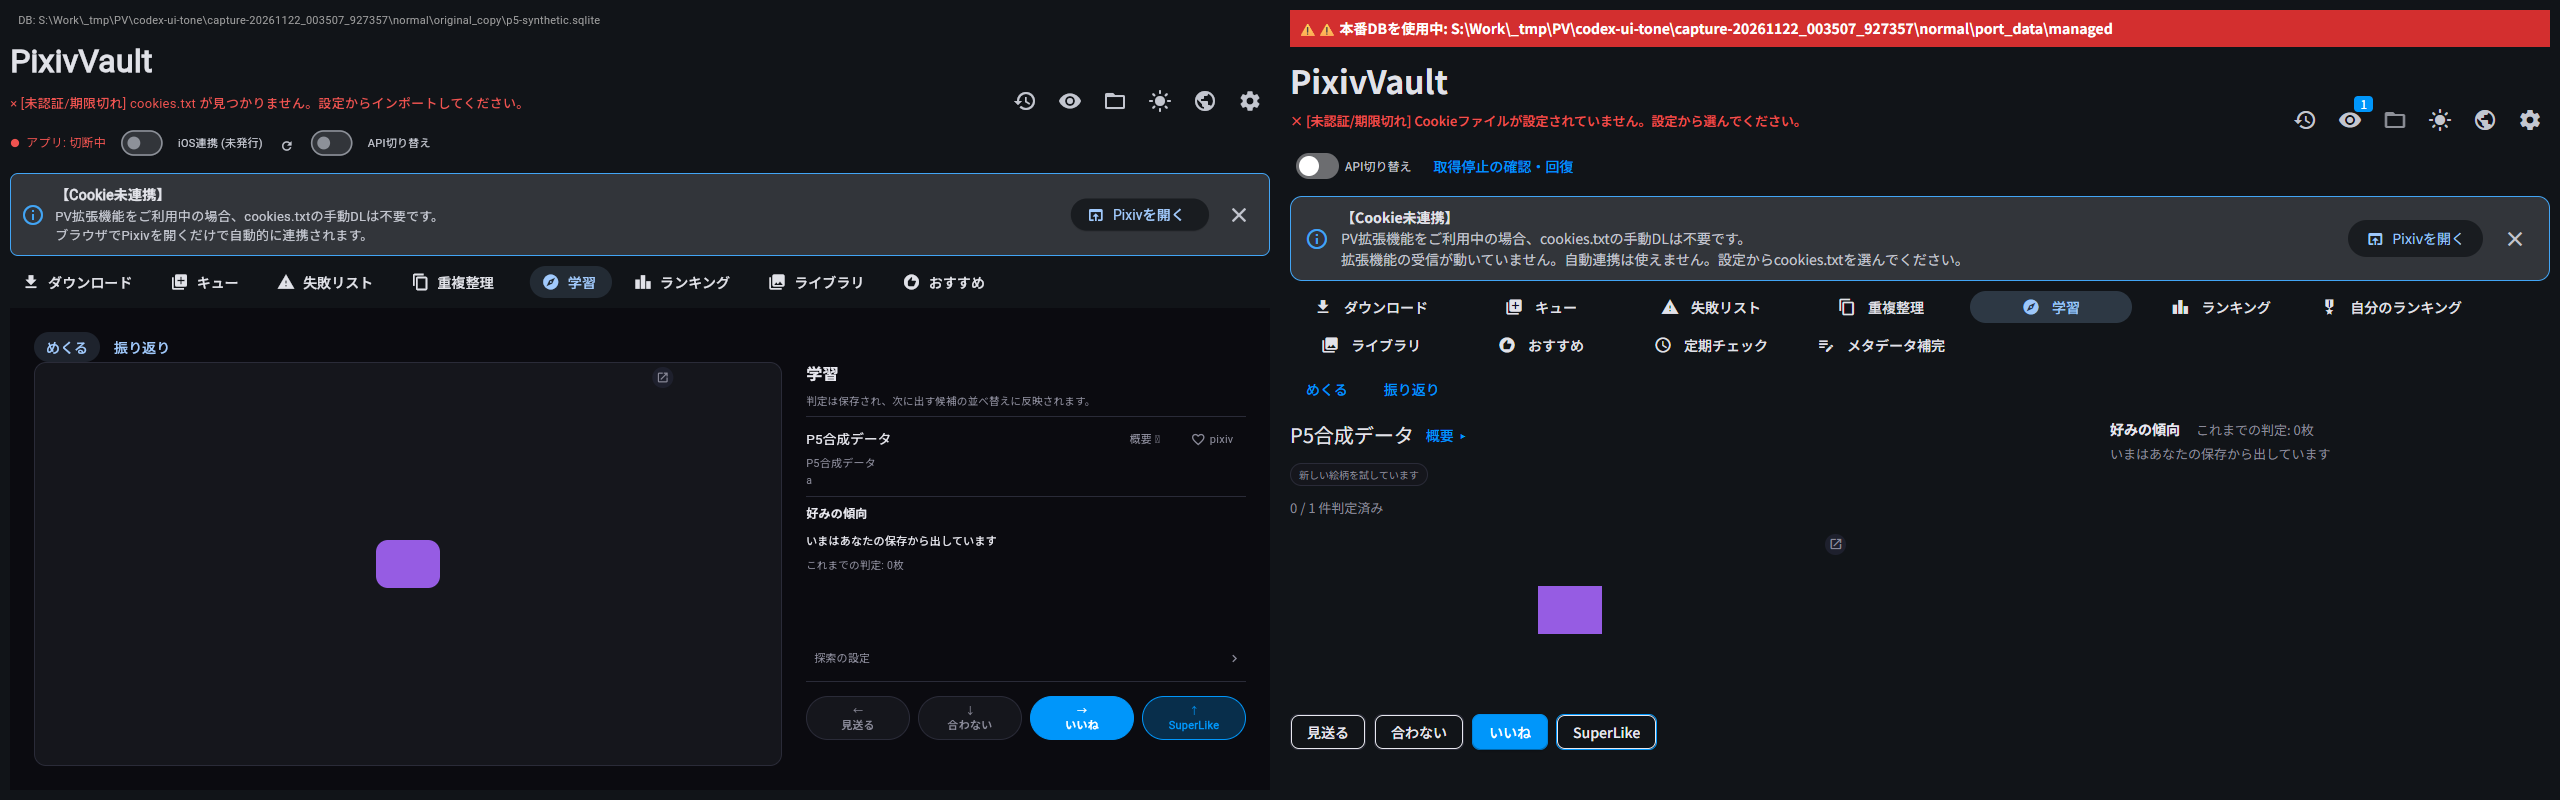 DB: S:\Work\_tmp\PV\codex-ui-tone\capture-20261122_003507_927357\normal\original_copy\p5-synthetic.sqlite
PixivVault
× [未認証/期限切れ] cookies.txt が見つかりません。設定からインポートしてください。
アプリ: 切断中 iOS連携 (未発行) API切り替え
【Cookie未連携】
PV拡張機能をご利用中の場合、cookies.txtの手動DLは不要です。
ブラウザでPixivを開くだけで自動的に連携されます。
Pixivを開く
ダウンロード キュー 失敗リスト 重複整理 学習 ランキング ライブラリ おすすめ
めくる 振り返り
学習
判定は保存され、次に出す候補の並べ替えに反映されます。
P5合成データ 概要 pixiv
P5合成データ
a
好みの傾向
いまはあなたの保存から出しています
これまでの判定: 0枚
探索の設定
← ↓ → ↑
見送る 合わない いいね SuperLike
本番DBを使用中: S:\Work\_tmp\PV\codex-ui-tone\capture-20261122_003507_927357\normal\port_data\managed
PixivVault
1
× [未認証/期限切れ] Cookieファイルが設定されていません。設定から選んでください。
API切り替え 取得停止の確認・回復
【Cookie未連携】
PV拡張機能をご利用中の場合、cookies.txtの手動DLは不要です。
拡張機能の受信が動いていません。自動連携は使えません。設定からcookies.txtを選んでください。
Pixivを開く
ダウンロード キュー 失敗リスト 重複整理 学習 ランキング 自分のランキング
ライブラリ おすすめ 定期チェック メタデータ補完
めくる 振り返り
P5合成データ 概要 ▸
新しい絵柄を試しています
0 / 1 件判定済み
好みの傾向 これまでの判定: 0枚
いまはあなたの保存から出しています
見送る 合わない いいね SuperLike